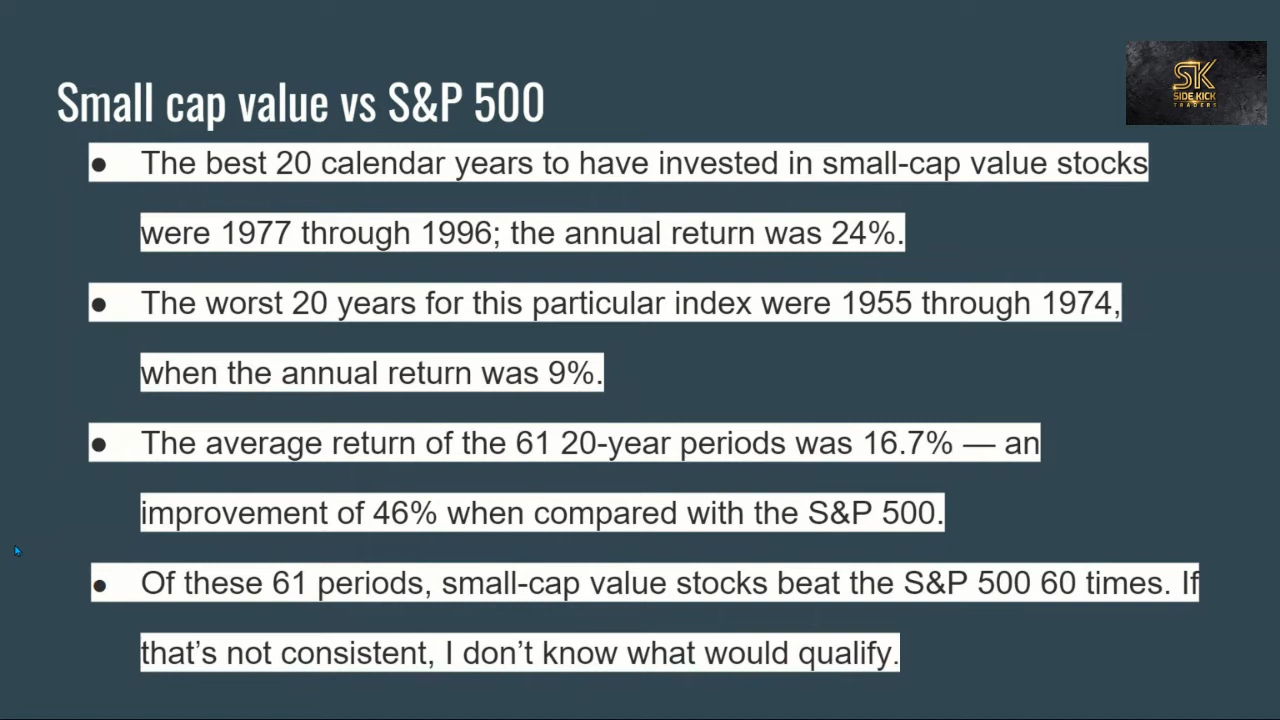 Small cap value vs S&P 500
SK
SIDE KICK
TRADERS
● The best 20 calendar years to have invested in small-cap value stocks
were 1977 through 1996; the annual return was 24%.
● The worst 20 years for this particular index were 1955 through 1974,
when the annual return was 9%.
● The average return of the 61 20-year periods was 16.7% — an
improvement of 46% when compared with the S&P 500.
● Of these 61 periods, small-cap value stocks beat the S&P 500 60 times. If
that’s not consistent, I don’t know what would qualify.